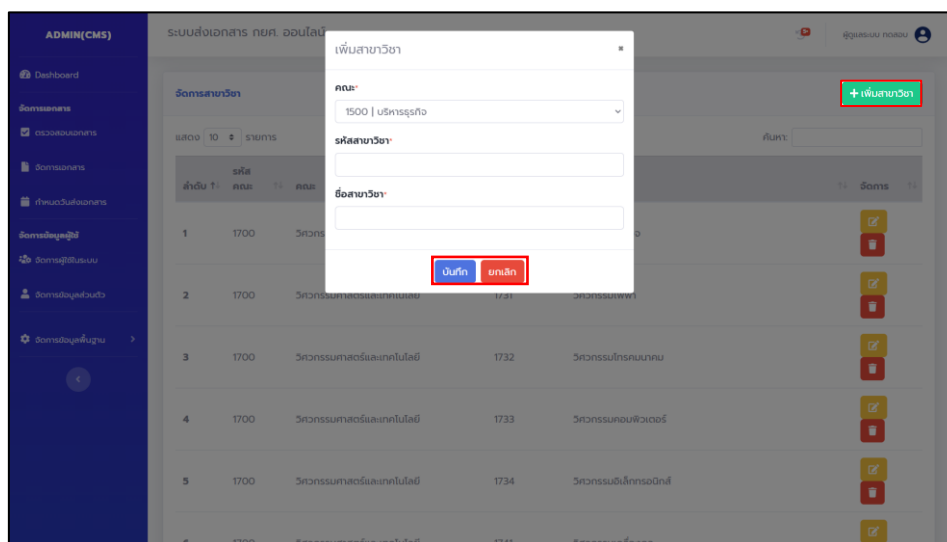 ADMIN(CMS)
ระบบส่งเอกสาร กยศ. ออนไลน์
ผู้ดูแลระบบ ทดสอบ
Dashboard
จัดการเอกสาร
ตรวจสอบเอกสาร
จัดการเอกสาร
กำหนดวันส่งเอกสาร
จัดการข้อมูลผู้ใช้
จัดการผู้ใช้ในระบบ
จัดการข้อมูลส่วนตัว
จัดการข้อมูลพื้นฐาน
จัดการสาขาวิชา
+ เพิ่มสาขาวิชา
แสดง 10 รายการ
ค้นหา:
เพิ่มสาขาวิชา
×
คณะ*
1500 | บริหารธุรกิจ
รหัสสาขาวิชา*
ชื่อสาขาวิชา*
บันทึก ยกเลิก
ลำดับ รหัสคณะ คณะ จัดการ
1 1700
2 1700 วิศวกรรมศาสตร์และเทคโนโลยี 1731 วิศวกรรมไฟฟ้า
3 1700 วิศวกรรมศาสตร์และเทคโนโลยี 1732 วิศวกรรมโทรคมนาคม
4 1700 วิศวกรรมศาสตร์และเทคโนโลยี 1733 วิศวกรรมคอมพิวเตอร์
5 1700 วิศวกรรมศาสตร์และเทคโนโลยี 1734 วิศวกรรมอิเล็กทรอนิกส์